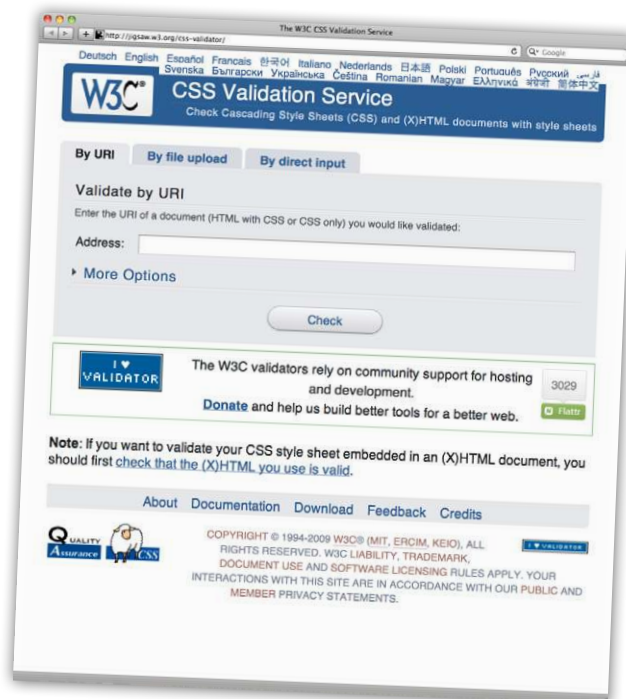 The W3C CSS Validation Service
http://jigsaw.w3.org/css-validator/
Google
Deutsch English Español Francais 한국어 Italiano Nederlands 日本語 Polski Português Русский فارسی
Svenska Български Українська Čeština Romanian Magyar Ελληνικά 简体中文
W3C®
CSS Validation Service
Check Cascading Style Sheets (CSS) and (X)HTML documents with style sheets
By URI By file upload By direct input
Validate by URI
Enter the URI of a document (HTML with CSS or CSS only) you would like validated:
Address:
More Options
Check
I ♥
VALIDATOR
The W3C validators rely on community support for hosting
and development.
Donate and help us build better tools for a better web.
3029
Flattr
Note: If you want to validate your CSS style sheet embedded in an (X)HTML document, you
should first check that the (X)HTML you use is valid.
About Documentation Download Feedback Credits
QUALITY
Assurance
CSS
COPYRIGHT © 1994-2009 W3C® (MIT, ERCIM, KEIO), ALL
RIGHTS RESERVED. W3C LIABILITY, TRADEMARK,
DOCUMENT USE AND SOFTWARE LICENSING RULES APPLY. YOUR
INTERACTIONS WITH THIS SITE ARE IN ACCORDANCE WITH OUR PUBLIC AND
MEMBER PRIVACY STATEMENTS.
I ♥ VALIDATOR